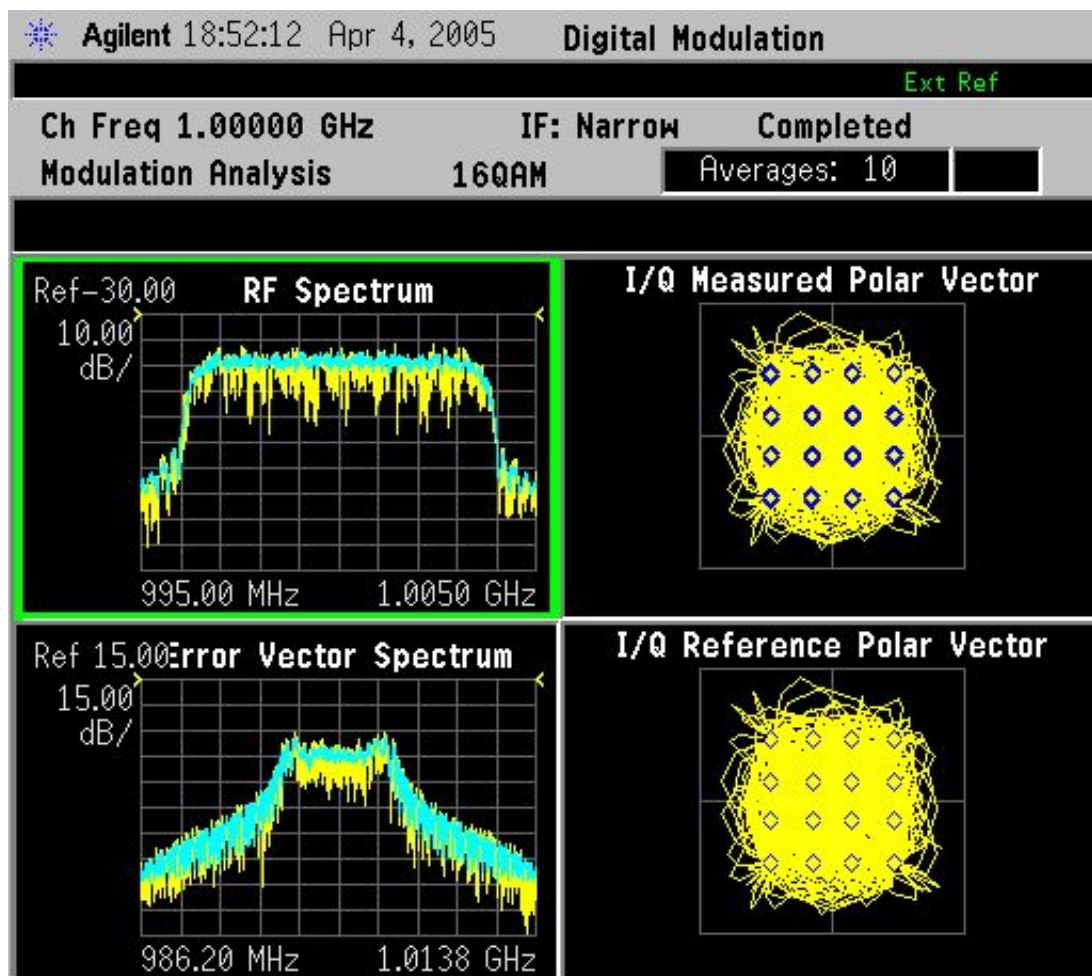 Agilent 18:52:12 Apr 4, 2005 Digital Modulation
Ext Ref
Ch Freq 1.00000 GHz IF: Narrow Completed
Modulation Analysis 16QAM Averages: 10
Ref-30.00 RF Spectrum
10.00
dB/
995.00 MHz 1.0050 GHz
I/Q Measured Polar Vector
Ref 15.00 Error Vector Spectrum
15.00
dB/
986.20 MHz 1.0138 GHz
I/Q Reference Polar Vector